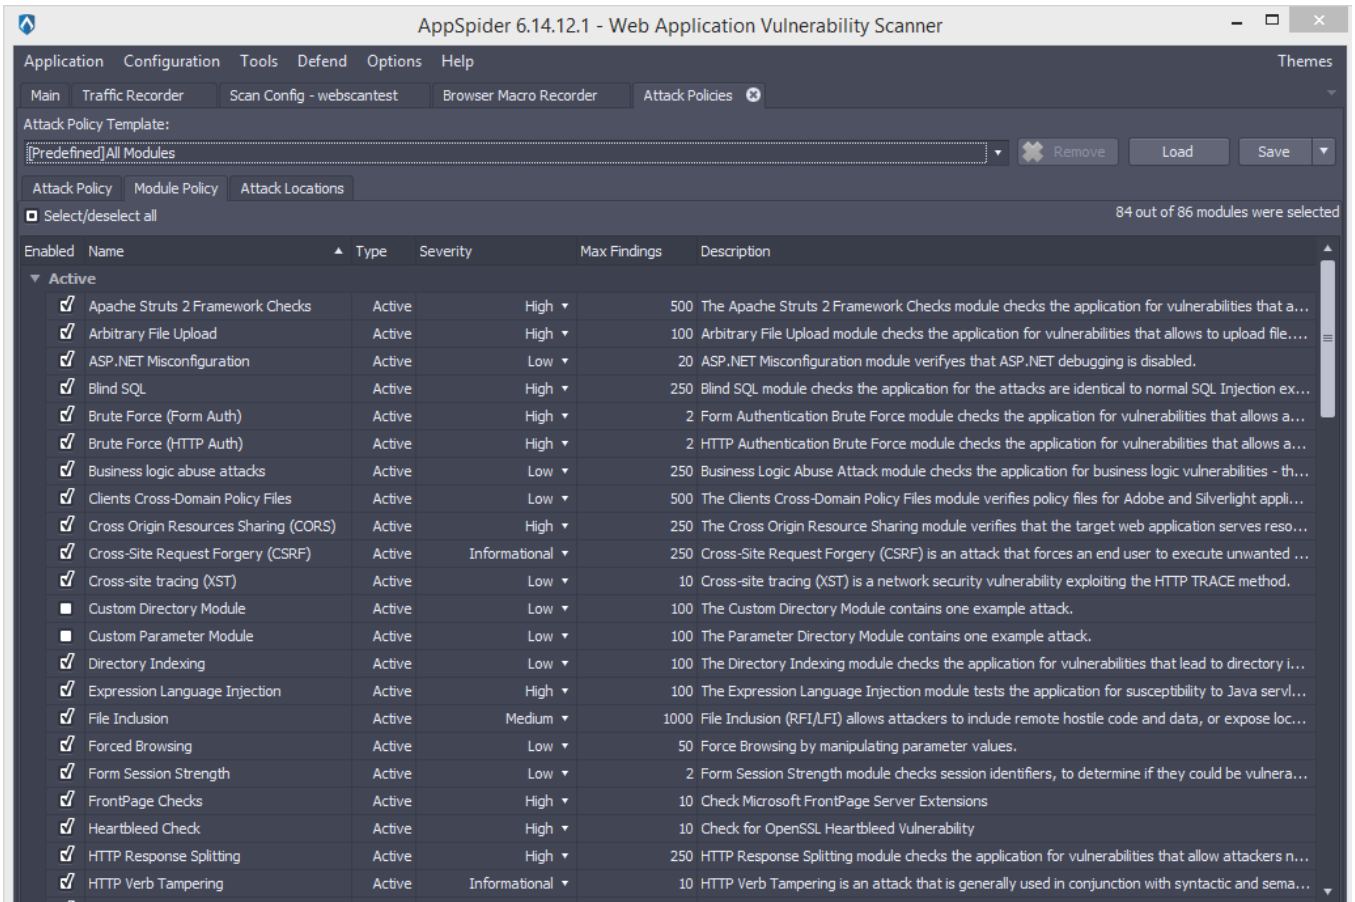 AppSpider 6.14.12.1 - Web Application Vulnerability Scanner
Application Configuration Tools Defend Options Help Themes
Main Traffic Recorder Scan Config - webscantest Browser Macro Recorder Attack Policies
Attack Policy Template:
[Predefined]All Modules Remove Load Save
Attack Policy Module Policy Attack Locations
Select/deselect all 84 out of 86 modules were selected
Enabled Name Type Severity Max Findings Description
Active
Apache Struts 2 Framework Checks Active High 500 The Apache Struts 2 Framework Checks module checks the application for vulnerabilities that a...
Arbitrary File Upload Active High 100 Arbitrary File Upload module checks the application for vulnerabilities that allows to upload file....
ASP.NET Misconfiguration Active Low 20 ASP.NET Misconfiguration module verifyes that ASP.NET debugging is disabled.
Blind SQL Active High 250 Blind SQL module checks the application for the attacks are identical to normal SQL Injection ex...
Brute Force (Form Auth) Active High 2 Form Authentication Brute Force module checks the application for vulnerabilities that allows a...
Brute Force (HTTP Auth) Active High 2 HTTP Authentication Brute Force module checks the application for vulnerabilities that allows a...
Business logic abuse attacks Active Low 250 Business Logic Abuse Attack module checks the application for business logic vulnerabilities - th...
Clients Cross-Domain Policy Files Active Low 500 The Clients Cross-Domain Policy Files module verifies policy files for Adobe and Silverlight appli...
Cross Origin Resources Sharing (CORS) Active High 250 The Cross Origin Resource Sharing module verifies that the target web application serves reso...
Cross-Site Request Forgery (CSRF) Active Informational 250 Cross-Site Request Forgery (CSRF) is an attack that forces an end user to execute unwanted ...
Cross-site tracing (XST) Active Low 10 Cross-site tracing (XST) is a network security vulnerability exploiting the HTTP TRACE method.
Custom Directory Module Active Low 100 The Custom Directory Module contains one example attack.
Custom Parameter Module Active Low 100 The Parameter Directory Module contains one example attack.
Directory Indexing Active Low 100 The Directory Indexing module checks the application for vulnerabilities that lead to directory i...
Expression Language Injection Active High 100 The Expression Language Injection module tests the application for susceptibility to Java servl...
File Inclusion Active Medium 1000 File Inclusion (RFI/LFI) allows attackers to include remote hostile code and data, or expose loc...
Forced Browsing Active Low 50 Force Browsing by manipulating parameter values.
Form Session Strength Active Low 2 Form Session Strength module checks session identifiers, to determine if they could be vulnera...
FrontPage Checks Active High 10 Check Microsoft FrontPage Server Extensions
Heartbleed Check Active High 10 Check for OpenSSL Heartbleed Vulnerability
HTTP Response Splitting Active High 250 HTTP Response Splitting module checks the application for vulnerabilities that allow attackers n...
HTTP Verb Tampering Active Informational 10 HTTP Verb Tampering is an attack that is generally used in conjunction with syntactic and sema...